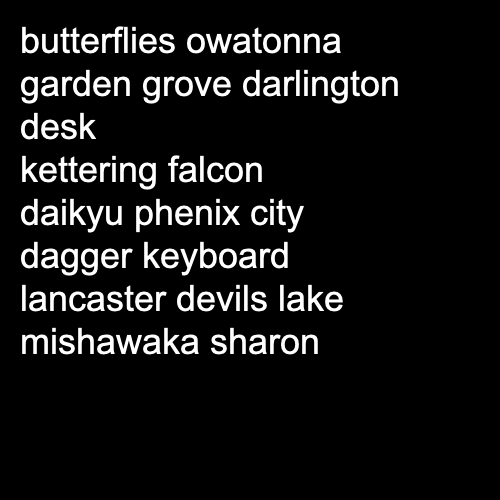 butterflies owatonna
garden grove darlington
desk
kettering falcon
daikyu phenix city
dagger keyboard
lancaster devils lake
mishawaka sharon